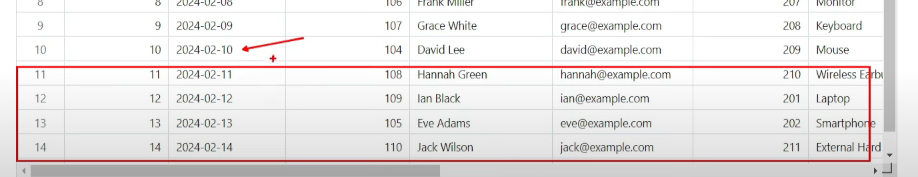 8 8 2024-02-08 106 Frank Miller frank@example.com 207 Monitor
9 9 2024-02-09 107 Grace White grace@example.com 208 Keyboard
10 10 2024-02-10 104 David Lee david@example.com 209 Mouse
11 11 2024-02-11 108 Hannah Green hannah@example.com 210 Wireless
12 12 2024-02-12 109 Ian Black ian@example.com 201 Laptop
13 13 2024-02-13 105 Eve Adams eve@example.com 202 Smartphone
14 14 2024-02-14 110 Jack Wilson jack@example.com 211 External Hard